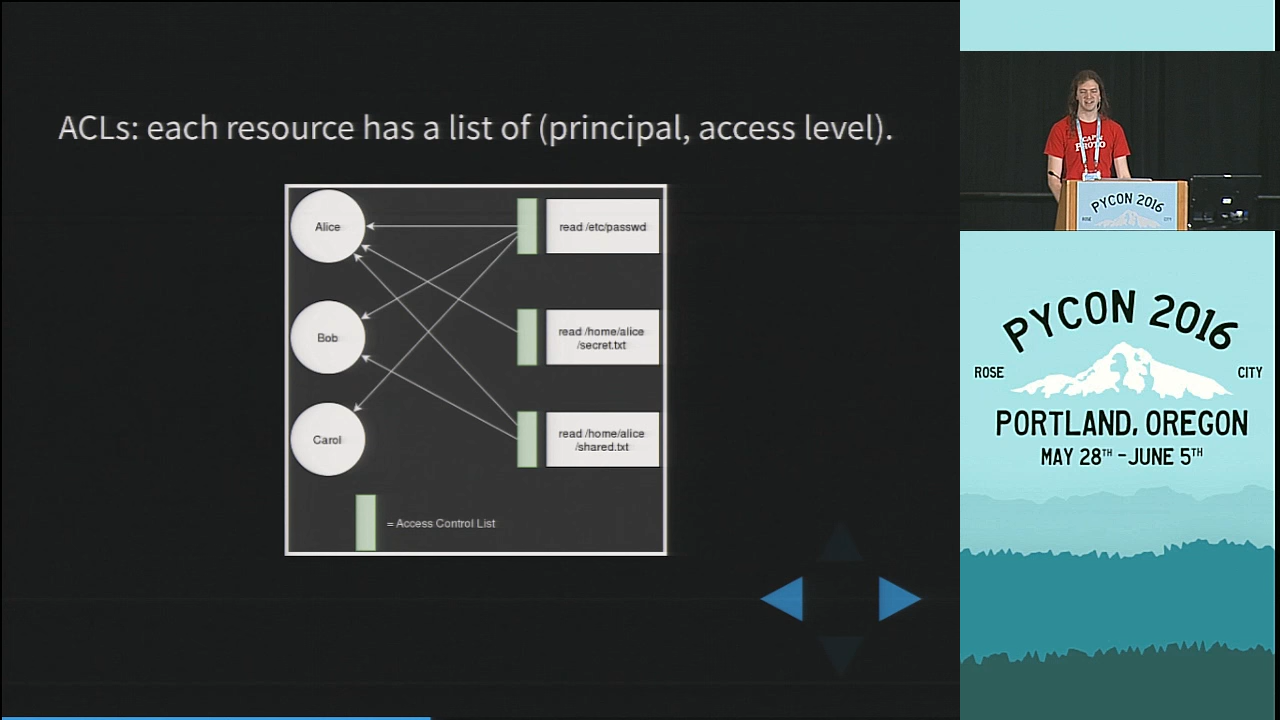 ACLs: each resource has a list of (principal, access level).
Alice
read /etc/passwd
Bob
read /home/alice
/secret.txt
Carol
read /home/alice
/shared.txt
= Access Control List
PYCON 2016
ROSE
CITY
PYCON 2016
ROSE
CITY
PORTLAND, OREGON
MAY 28TH - JUNE 5TH